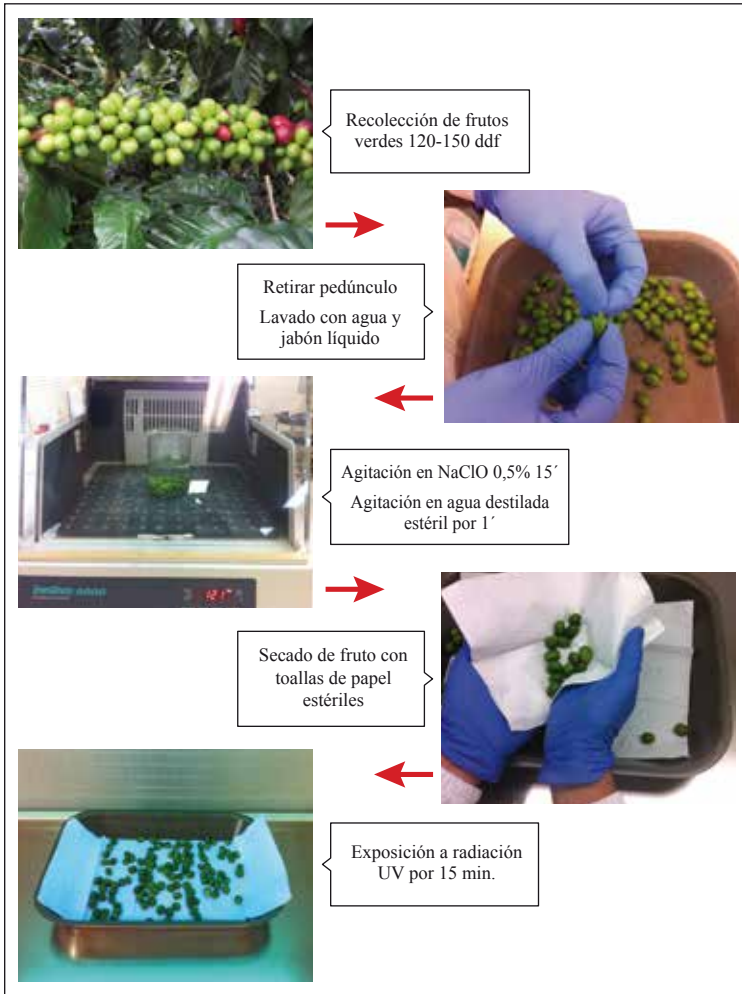 Recolección de frutos
verdes 120-150 ddf
Retirar pedúnculo
Lavado con agua y
jabón líquido
Agitación en NaClO 0,5% 15´
Agitación en agua destilada
estéril por 1´
Secado de fruto con
toallas de papel
estériles
Exposición a radiación
UV por 15 min.